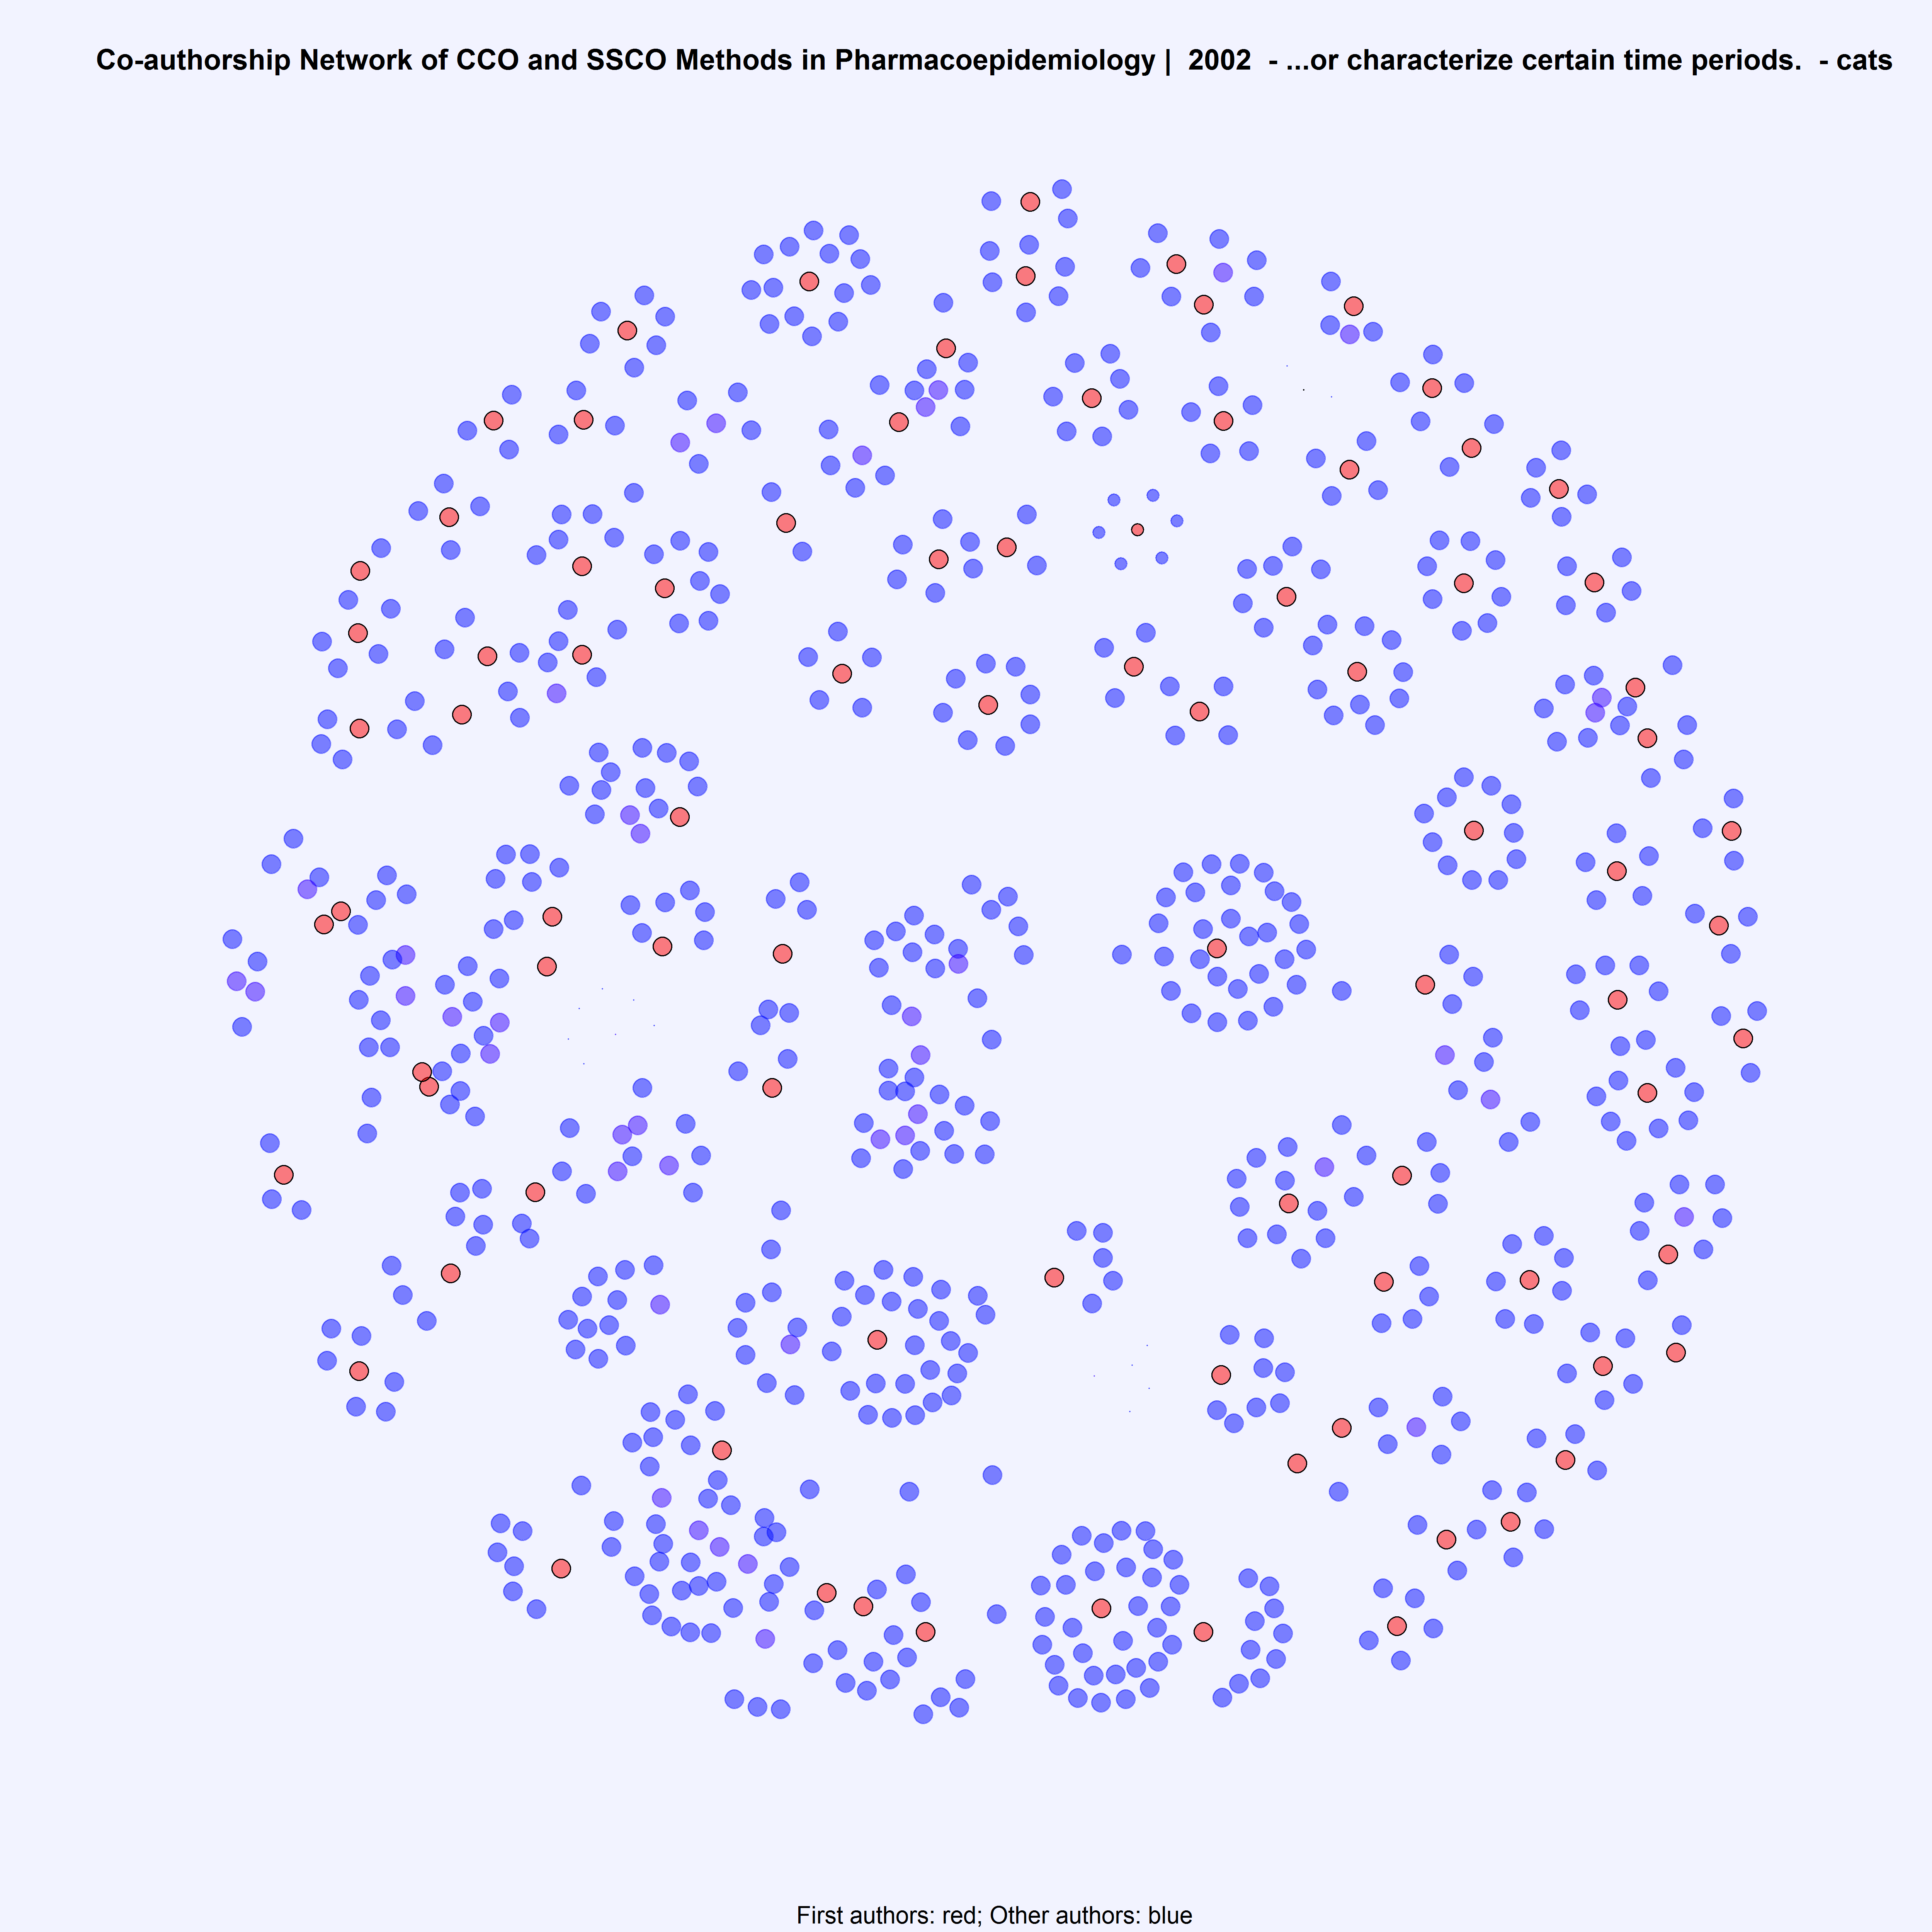 Co-authorship Network of CCO and SSCO Methods in Pharmacoepidemiology | 2002 - ...or characterize certain time periods. - cats
First authors: red; Other authors: blue